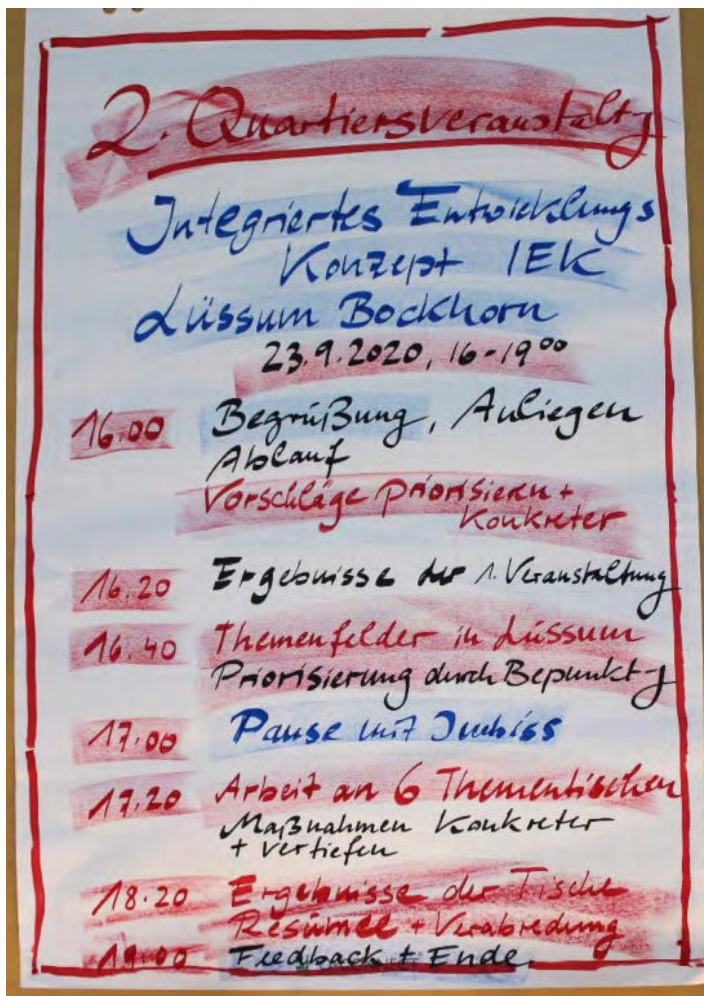 2. Quartiersveranstaltg
Integriertes Entwicklungs
Konzept IEK
Lüssum Bockhorn
23.9.2020, 16-19⁰⁰
16.00 Begrüßung, Anliegen
Ablauf
Vorschläge priorisieren +
Konkreter
16.20 Ergebnisse der 1. Veranstaltung
16.40 Themenfelder in Lüssum
Priorisierung durch Bepunktg
17.00 Pause mit Imbiss
17.20 Arbeit an 6 Thementischen
Maßnahmen Konkreter
+ vertiefen
18.20 Ergebnisse der Tische
Resümee + Verabredung
19.00 Feedback + Ende